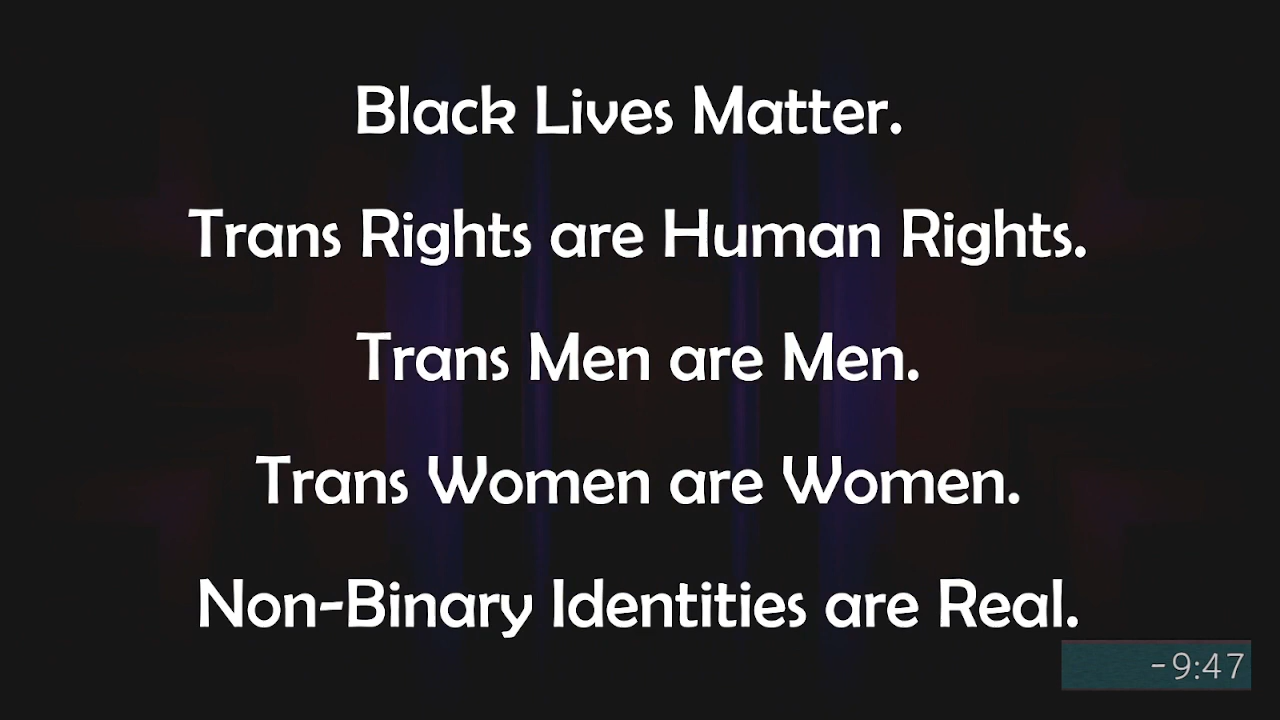 Black Lives Matter.
Trans Rights are Human Rights.
Trans Men are Men.
Trans Women are Women.
Non-Binary Identities are Real.
-9:47